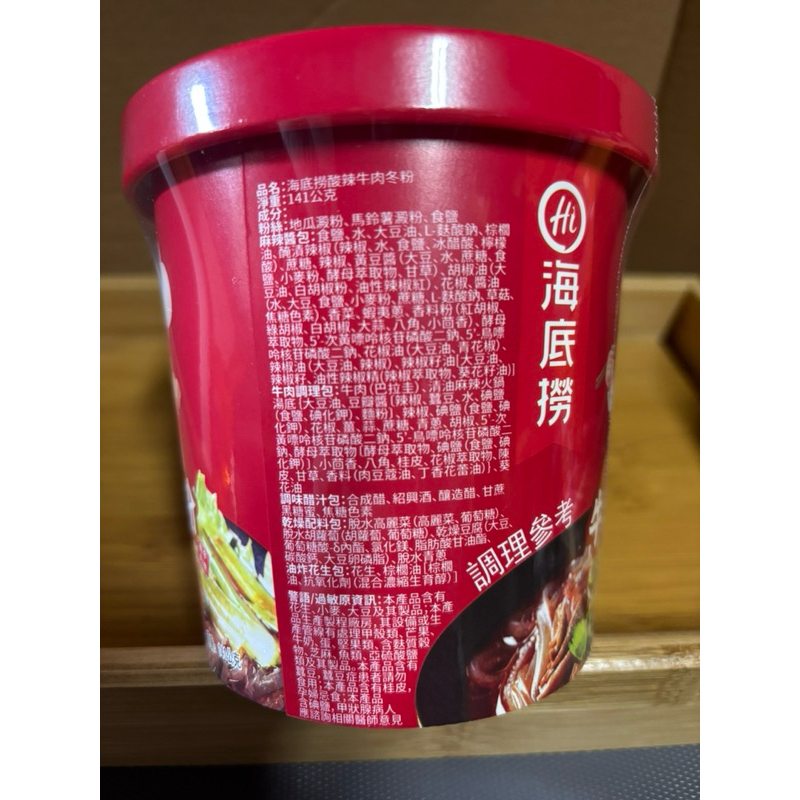 品名:海底撈酸辣牛肉冬粉
淨重:141公克
成分:
粉絲:地瓜澱粉、馬鈴薯澱粉、食鹽
麻辣醬包:食鹽、水、大豆油、L-麩酸鈉、棕櫚
油、醃漬辣椒(辣椒、水、食鹽、冰醋酸、檸檬
酸)、蔗糖、辣椒、黃豆醬(大豆、水、蔗糖、食
鹽、小麥粉、酵母萃取物、甘草)、胡椒油(大
豆油、白胡椒粉、油性辣椒紅)、花椒、醬油
(水、大豆、食鹽、小麥粉、蔗糖、L-麩酸鈉、草菇、
焦糖色素)、香菜、蝦夷蔥、香料粉(紅胡椒、
綠胡椒、白胡椒、大蒜、八角、小茴香)、酵母
萃取物、5'-次黃嘌呤核苷磷酸二鈉、5'-鳥嘌
呤核苷磷酸二鈉、花椒油(大豆油、青花椒)、
辣椒油(大豆油、辣椒)、辣椒籽油[大豆油、
辣椒籽、油性辣椒紅(辣椒萃取物、葵花籽油)]
牛肉調理包:牛肉(巴拉圭)、清油麻辣火鍋
湯底{大豆油、豆瓣醬〔辣椒、蠶豆、水、碘鹽
(食鹽、碘化鉀)、麵粉〕、辣椒、碘鹽(食鹽、碘
化鉀)、花椒、薑、蒜、蔗糖、青蔥、胡椒、5'-次
黃嘌呤核苷磷酸二鈉、5'-鳥嘌呤核苷磷酸二
鈉、酵母萃取物〔酵母萃取物、碘鹽(食鹽、碘
化鉀)〕、小茴香、八角、桂皮、花椒萃取物、陳
皮、甘草、香料(肉豆蔻油、丁香花蕾油)}、葵
花油
調味醋汁包:合成醋、紹興酒、釀造醋、甘蔗
黑糖蜜、焦糖色素
乾燥配料包:脫水高麗菜(高麗菜、葡萄糖)、
脫水胡蘿蔔(胡蘿蔔、葡萄糖)、乾燥豆腐(大豆、
葡萄糖酸-δ內酯、氯化鎂、脂肪酸甘油酯、
碳酸鈣、大豆卵磷脂)、脫水青蔥
油炸花生包:花生、棕櫚油[棕櫚
油、抗氧化劑(混合濃縮生育醇)]
警語/過敏原資訊:本產品含有
花生、小麥、大豆及其製品;本產
品生產製程廠房,其設備或生
產管線有處理甲殼類、芒果、
牛奶、蛋、堅果類、含麩質穀
物、芝麻、魚類、亞硫酸鹽
類及其製品。本產品含有
蠶豆,蠶豆症患者請勿
食用;本產品含有桂皮,
孕婦忌食;本產品
含碘鹽,甲狀腺病人
應諮詢相關醫師意見
Hi
海底撈
調理參考